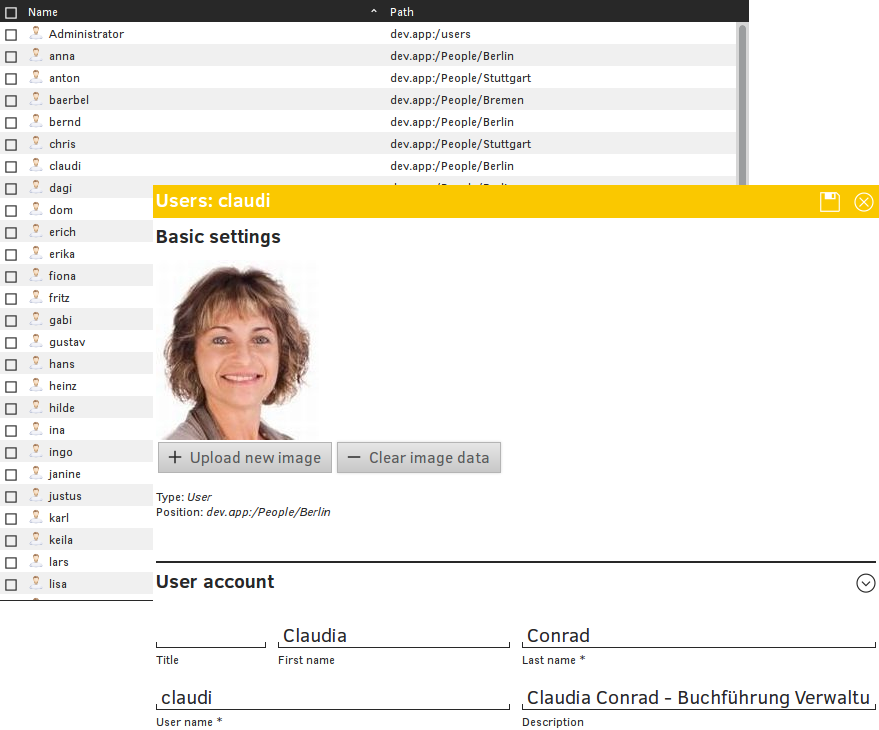 Name Path
Administrator dev.app:/users
anna dev.app:/People/Berlin
anton dev.app:/People/Stuttgart
baerbel dev.app:/People/Bremen
bernd dev.app:/People/Berlin
chris dev.app:/People/Stuttgart
claudi dev.app:/People/Berlin
dagi
dom
erich
erika
fiona
fritz
gabi
gustav
hans
heinz
hilde
ina
ingo
janine
justus
karl
keila
lars
lisa
Users: claudi
Basic settings
Upload new image Clear image data
Type: User
Position: dev.app:/People/Berlin
User account
Claudia Conrad
Title First name Last name *
claudi Claudia Conrad - Buchführung Verwaltu
User name * Description